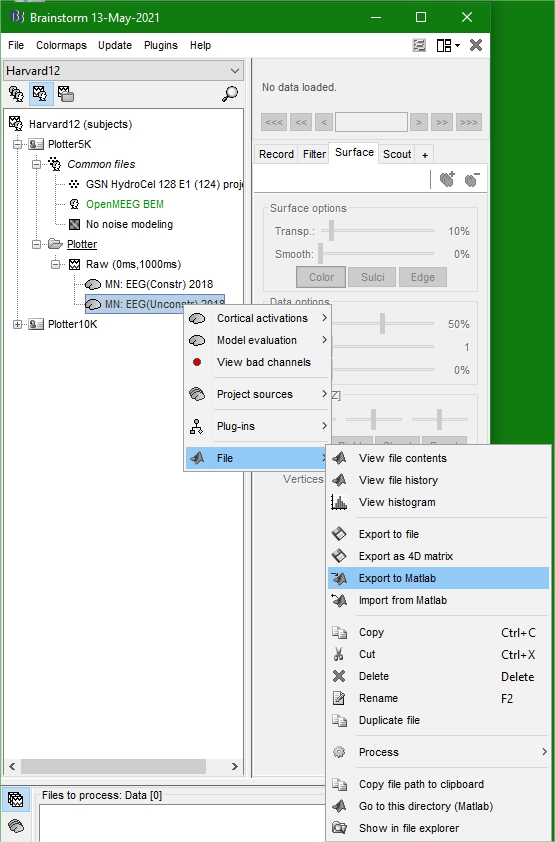 Brainstorm 13-May-2021
File Colormaps Update Plugins Help
Harvard12
No data loaded.
<<< << < > >> >>>
Harvard12 (subjects)
Plotter5K
Common files
GSN HydroCel 128 E1 (124) proj
OpenMEEG BEM
No noise modeling
Plotter
Raw (0ms,1000ms)
MN: EEG(Constr) 2018
MN: EEG(Unconstr) 2018
Plotter10K
Record Filter Surface Scout +
Surface options
Transp.: 10%
Smooth: 0%
Color Sulci Edge
Data options
50%
1
0%
Z]
Vertices
Cortical activations >
Model evaluation >
View bad channels
Project sources >
Plug-ins >
File >
View file contents
View file history
View histogram
Export to file
Export as 4D matrix
Export to Matlab
Import from Matlab
Copy Ctrl+C
Cut Ctrl+X
Delete Delete
Rename F2
Duplicate file
Process >
Copy file path to clipboard
Go to this directory (Matlab)
Show in file explorer
Files to process: Data [0]